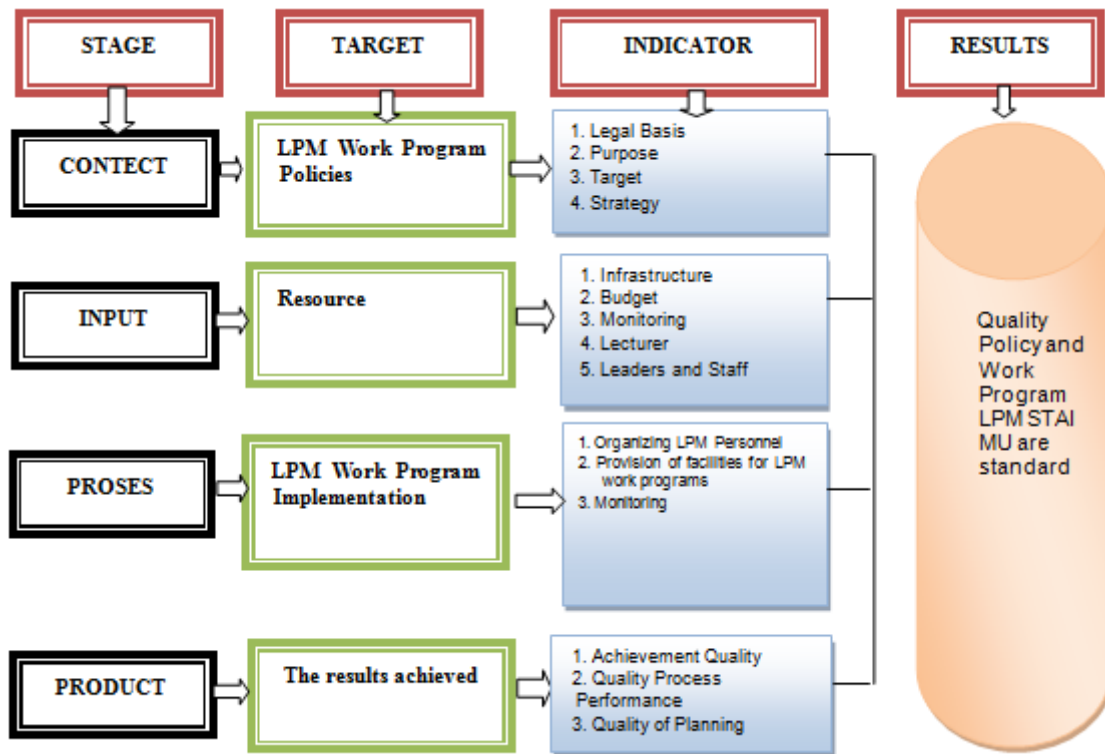 STAGE
TARGET
INDICATOR
RESULTS
CONTECT
LPM Work Program
Policies
1. Legal Basis
2. Purpose
3. Target
4. Strategy
INPUT
Resource
1. Infrastructure
2. Budget
3. Monitoring
4. Lecturer
5. Leaders and Staff
PROSES
LPM Work Program
Implementation
1. Organizing LPM Personnel
2. Provision of facilities for LPM
work programs
3. Monitoring
PRODUCT
The results achieved
1. Achievement Quality
2. Quality Process
Performance
3. Quality of Planning
Quality
Policy and
Work
Program
LPM STAI
MU are
standard